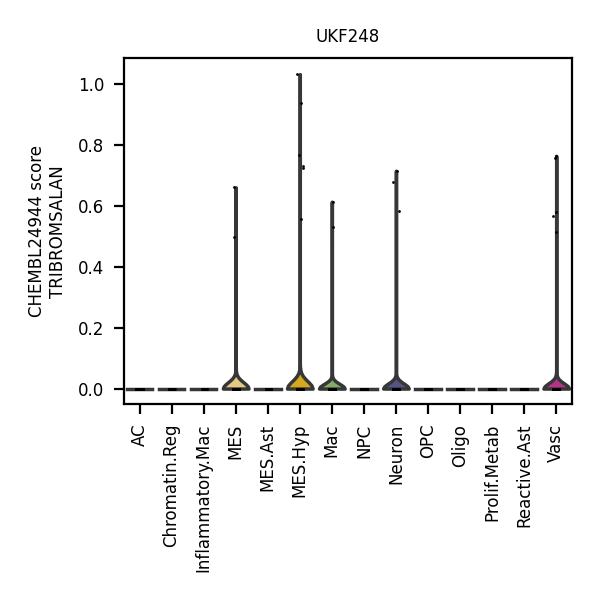 UKF248
CHEMBL24944 score
TRIBROMSALAN
1.0
0.8
0.6
0.4
0.2
0.0
AC
Chromatin.Reg
Inflammatory.Mac
MES
MES.Ast
MES.Hyp
Mac
NPC
Neuron
OPC
Oligo
Prolif.Metab
Reactive.Ast
Vasc